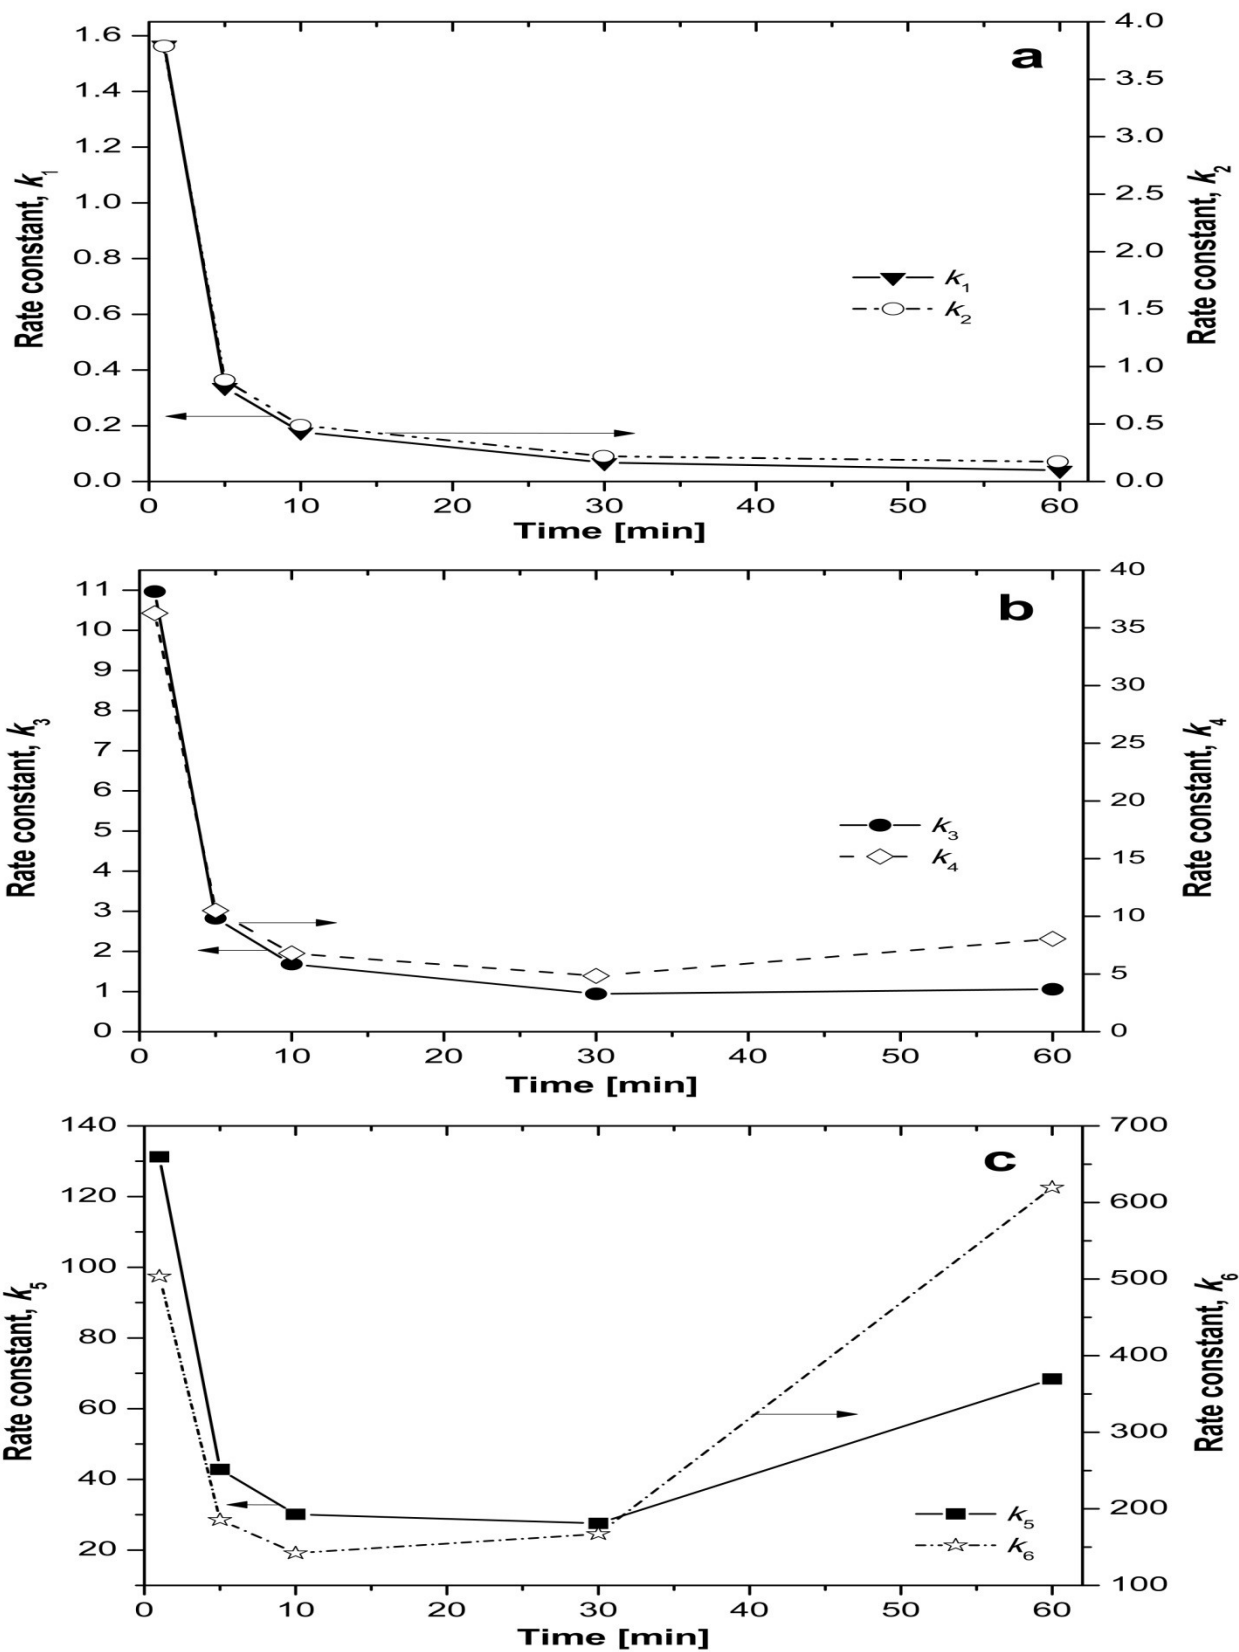 a
Rate constant, k1
1.6
1.4
1.2
1.0
0.8
0.6
0.4
0.2
0.0
4.0
3.5
3.0
2.5
2.0
1.5
1.0
0.5
0.0
Rate constant, k2
k1
k2
0 10 20 30 40 50 60
Time [min]
b
Rate constant, k3
11
10
9
8
7
6
5
4
3
2
1
0
40
35
30
25
20
15
10
5
0
Rate constant, k4
k3
k4
0 10 20 30 40 50 60
Time [min]
c
Rate constant, k5
140
120
100
80
60
40
20
700
600
500
400
300
200
100
Rate constant, k6
k5
k6
0 10 20 30 40 50 60
Time [min]